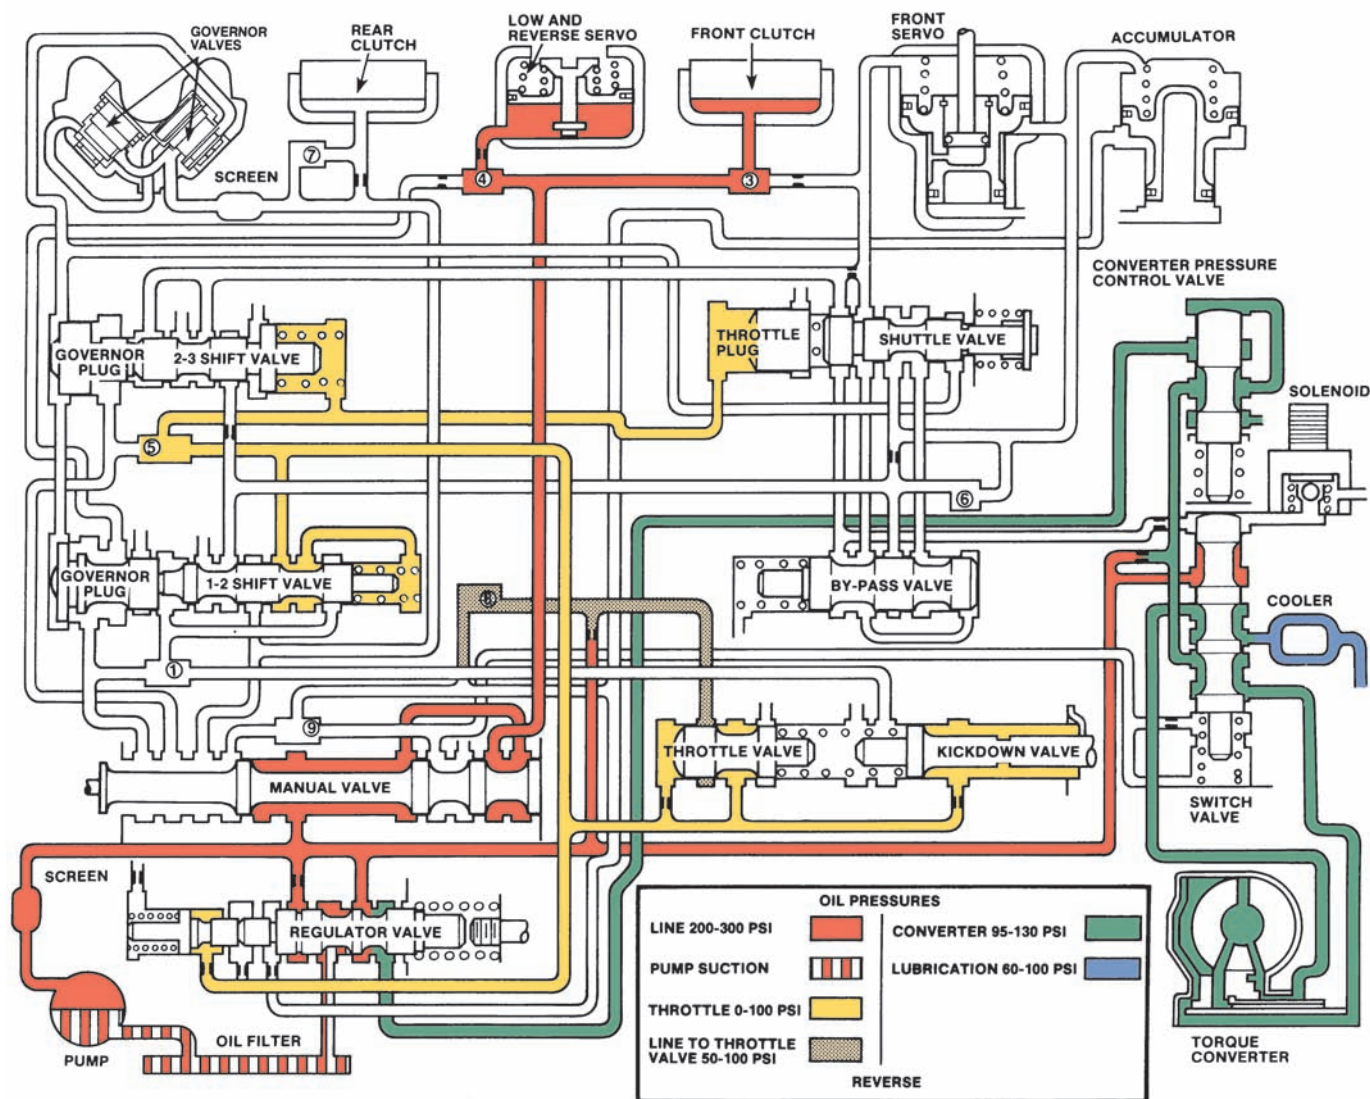 GOVERNOR
VALVES
REAR
CLUTCH
LOW AND
REVERSE SERVO
FRONT CLUTCH
FRONT
SERVO
ACCUMULATOR
SCREEN
7
4
3
CONVERTER PRESSURE
CONTROL VALVE
GOVERNOR
PLUG
2-3 SHIFT VALVE
THROTTLE
PLUG
SHUTTLE VALVE
SOLENOID
5
6
GOVERNOR
PLUG
1-2 SHIFT VALVE
8
BY-PASS VALVE
COOLER
1
9
THROTTLE VALVE
KICKDOWN VALVE
MANUAL VALVE
SWITCH
VALVE
SCREEN
REGULATOR VALVE
OIL PRESSURES
LINE 200-300 PSI
CONVERTER 95-130 PSI
PUMP SUCTION
LUBRICATION 60-100 PSI
THROTTLE 0-100 PSI
LINE TO THROTTLE
VALVE 50-100 PSI
REVERSE
OIL FILTER
PUMP
TORQUE
CONVERTER